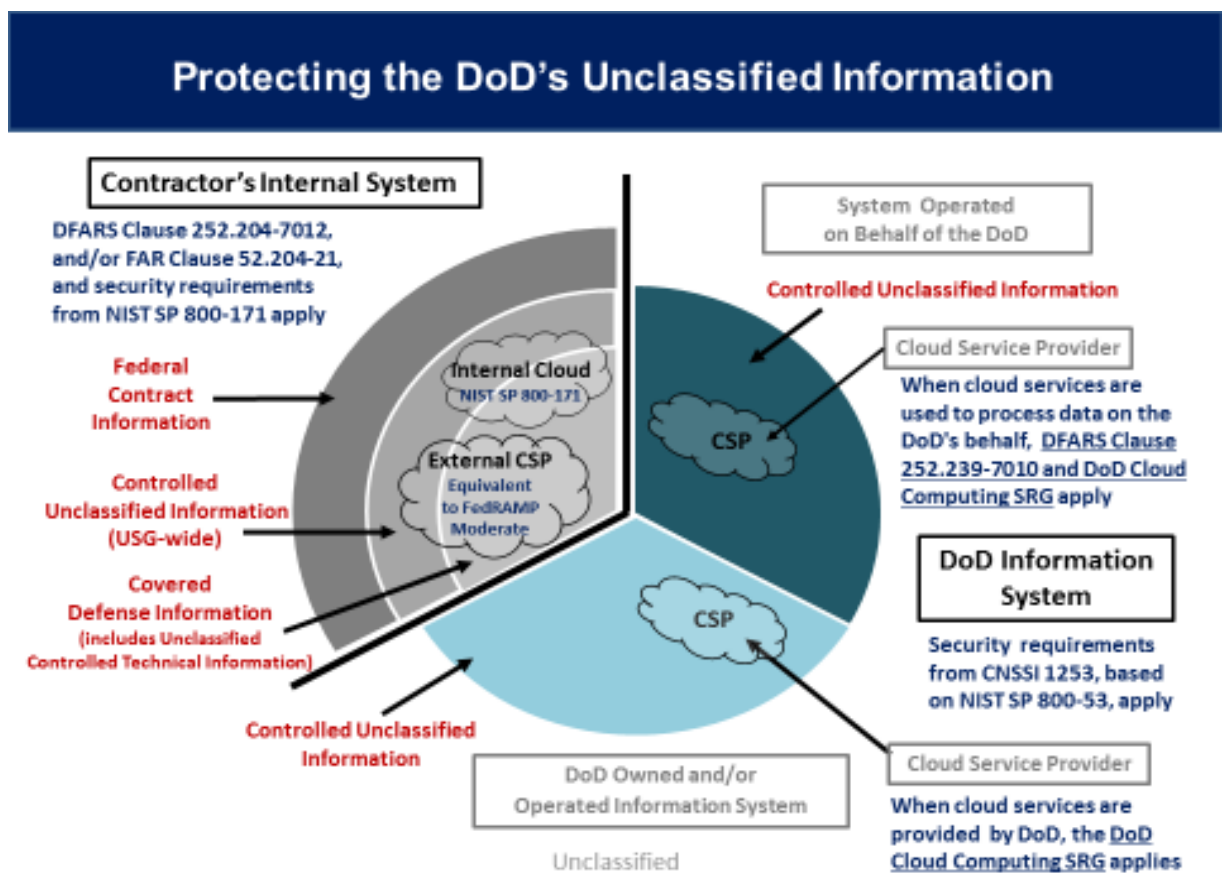 Protecting the DoD's Unclassified Information
Contractor's Internal System
DFARS Clause 252.204-7012,
and/or FAR Clause 52.204-21,
and security requirements
from NIST SP 800-171 apply
Federal
Contract
Information
Controlled
Unclassified Information
(USG-wide)
Covered
Defense Information
(includes Unclassified
Controlled Technical Information)
Internal Cloud
NIST SP 800-171
External CSP
Equivalent
to FedRAMP
Moderate
System Operated
on Behalf of the DoD
Controlled Unclassified Information
Cloud Service Provider
When cloud services are
used to process data on the
DoD's behalf, DFARS Clause
252.239-7010 and DoD Cloud
Computing SRG apply
CSP
DoD Information
System
Security requirements
from CNSSI 1253, based
on NIST SP 800-53, apply
CSP
Controlled Unclassified
Information
DoD Owned and/or
Operated Information System
Cloud Service Provider
When cloud services are
provided by DoD, the DoD
Cloud Computing SRG applies
Unclassified